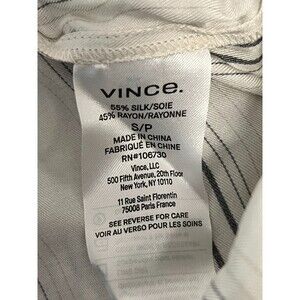 VINCE.
55% SILK/SOIE
45% RAYON/RAYONNE
S/P
MADE IN CHINA
FABRIQUÉ EN CHINE
RN#106730
Vince, LLC
500 Fifth Avenue, 20th Floor
New York, NY 10110
11 Rue Saint Florentin
75008 Paris France
SEE REVERSE FOR CARE
VOIR AU VERSO POUR LES SOINS